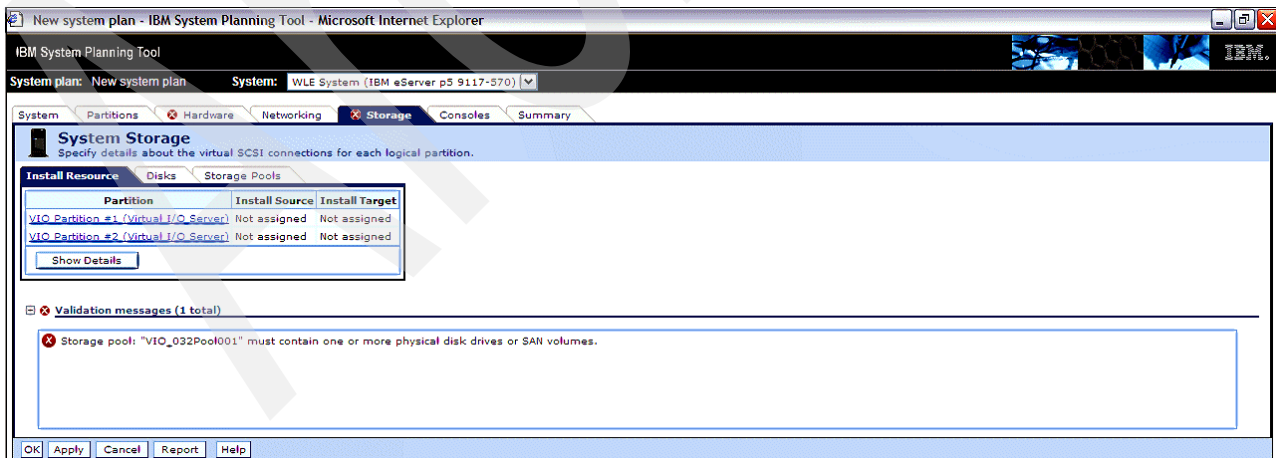 New system plan - IBM System Planning Tool - Microsoft Internet Explorer
IBM System Planning Tool
IBM.
System plan: New system plan System: WLE System (IBM eServer p5 9117-570)
System Partitions Hardware Networking Storage Consoles Summary
System Storage
Specify details about the virtual SCSI connections for each logical partition.
Install Resource Disks Storage Pools
Partition Install Source Install Target
VIO Partition #1 (Virtual I/O Server) Not assigned Not assigned
VIO Partition #2 (Virtual I/O Server) Not assigned Not assigned
Show Details
Validation messages (1 total)
Storage pool: "VIO_032Pool001" must contain one or more physical disk drives or SAN volumes.
OK Apply Cancel Report Help